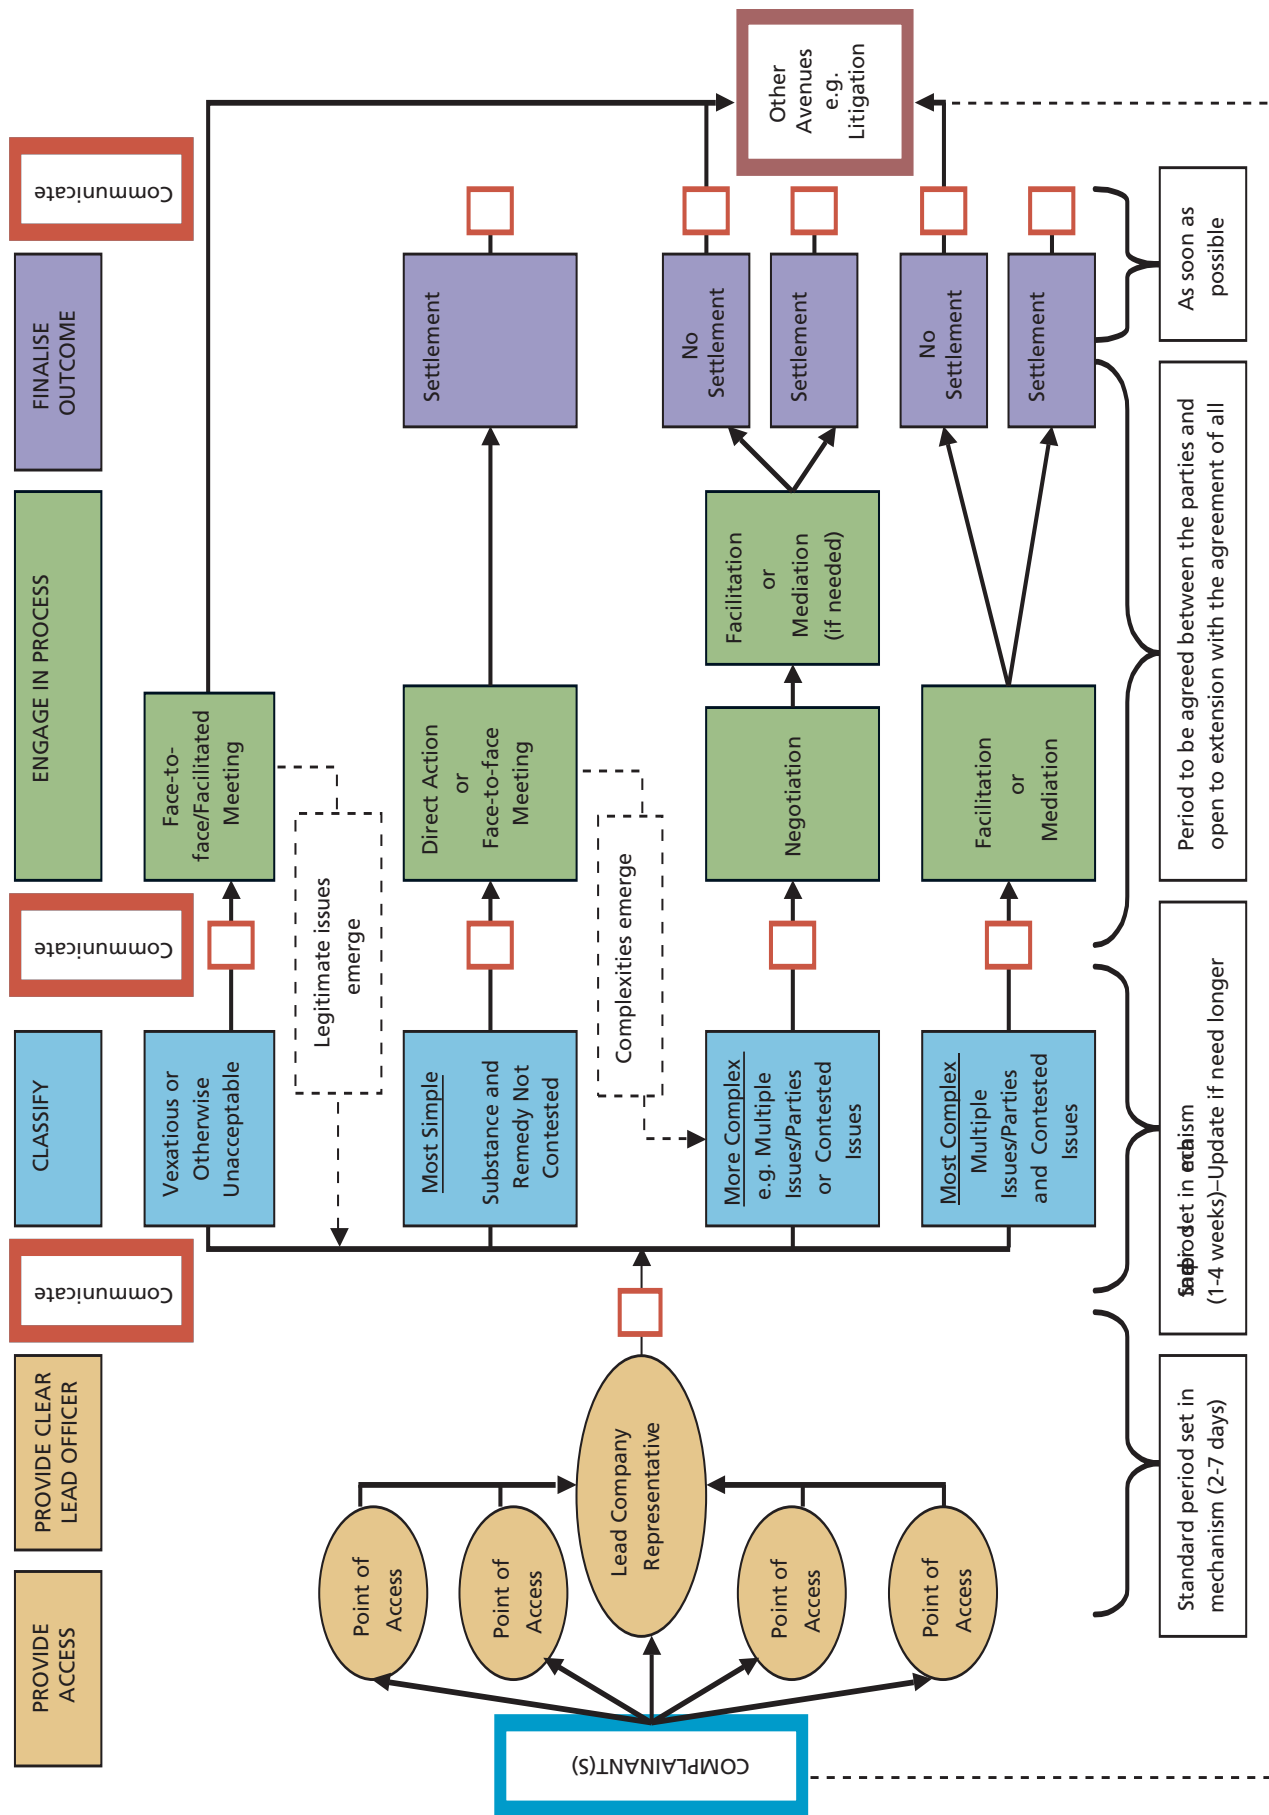 PROVIDE
ACCESS
PROVIDE CLEAR
LEAD OFFICER
Communicate
CLASSIFY
Communicate
ENGAGE IN PROCESS
FINALISE
OUTCOME
Communicate
COMPLAINANT(S)
Point of
Access
Point of
Access
Lead Company
Representative
Point of
Access
Point of
Access
Vexatious or
Otherwise
Unacceptable
Face-to-
face/Facilitated
Meeting
Legitimate issues
emerge
Most Simple
Substance and
Remedy Not
Contested
Direct Action
or
Face-to-face
Meeting
Settlement
Complexities emerge
More Complex
e.g. Multiple
Issues/Parties
or Contested
Issues
Negotiation
Facilitation
or
Mediation
(if needed)
No
Settlement
Settlement
Other
Avenues
e.g.
Litigation
Most Complex
Multiple
Issues/Parties
and Contested
Issues
Facilitation
or
Mediation
No
Settlement
Settlement
Standard period set in
mechanism (2-7 days)
set in
(1-4 weeks)–Update if need longer
Period to be agreed between the parties and
open to extension with the agreement of all
As soon as
possible